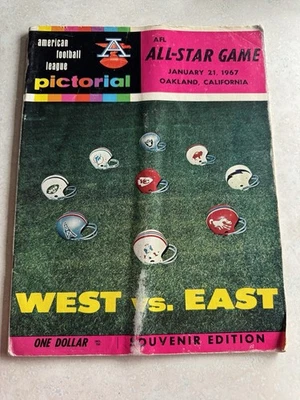 american
football
league
pictorial
A
AFL
ALL-STAR GAME
JANUARY 21, 1967
OAKLAND, CALIFORNIA
KC
WEST vs. EAST
ONE DOLLAR
SOUVENIR EDITION